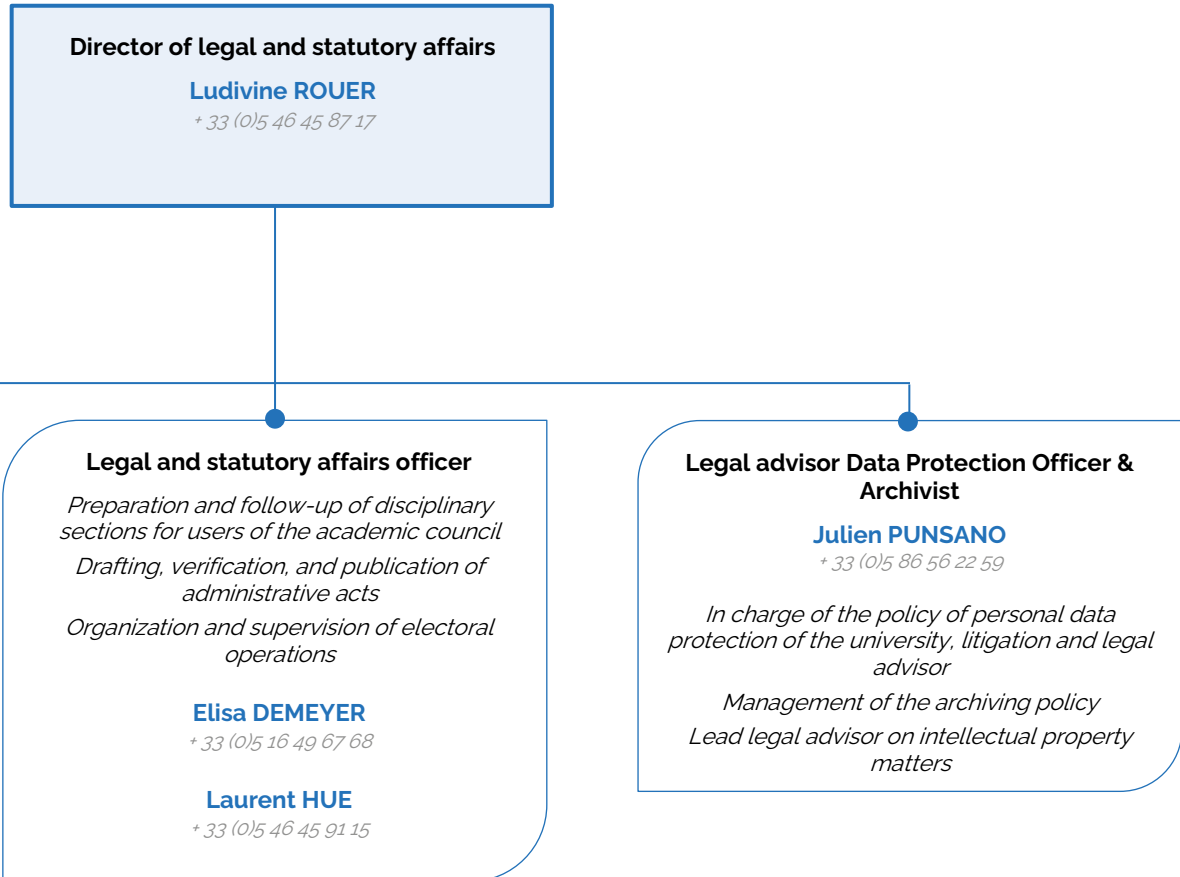 Director of legal and statutory affairs
Ludivine ROUER
+ 33 (0)5 46 45 87 17
Legal and statutory affairs officer
Preparation and follow-up of disciplinary
sections for users of the academic council
Drafting, verification, and publication of
administrative acts
Organization and supervision of electoral
operations
Elisa DEMEYER
+ 33 (0)5 16 49 67 68
Laurent HUE
+ 33 (0)5 46 45 91 15
Legal advisor Data Protection Officer &
Archivist
Julien PUNSANO
+ 33 (0)5 86 56 22 59
In charge of the policy of personal data
protection of the university, litigation and legal
advisor
Management of the archiving policy
Lead legal advisor on intellectual property
matters